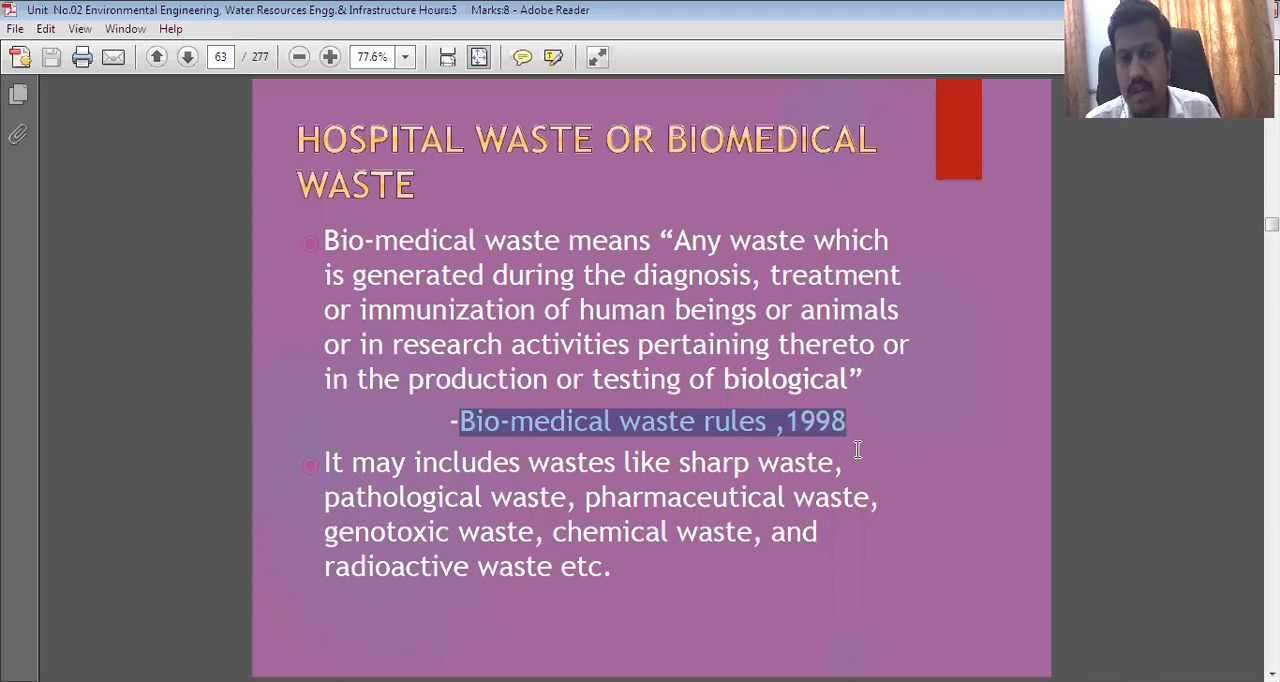 Unit No.02 Environmental Engineering, Water Resources Engg.& Infrastructure Hours:5 Marks:8 - Adobe Reader
File Edit View Window Help
63 / 277 77.6%
HOSPITAL WASTE OR BIOMEDICAL
WASTE
Bio-medical waste means “Any waste which
is generated during the diagnosis, treatment
or immunization of human beings or animals
or in research activities pertaining thereto or
in the production or testing of biological”
-Bio-medical waste rules ,1998
It may includes wastes like sharp waste,
pathological waste, pharmaceutical waste,
genotoxic waste, chemical waste, and
radioactive waste etc.